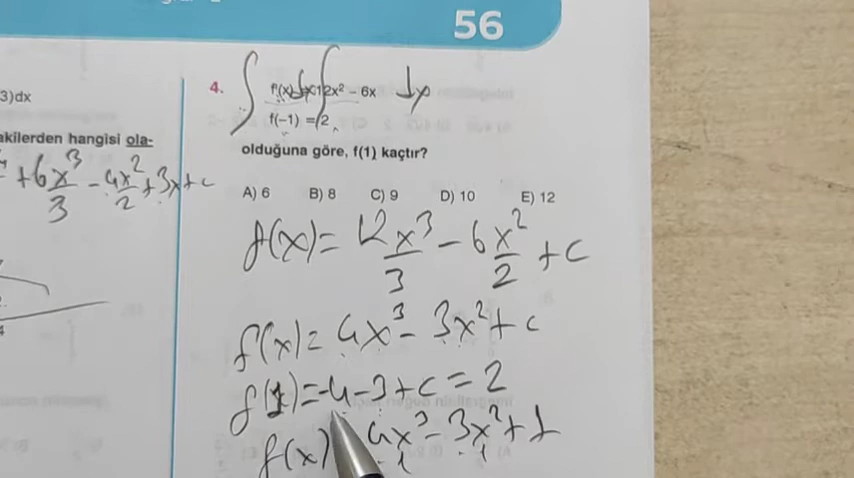 56
3)dx
akilerden hangisi ola-
+ 6x³/3 - 4x²/2 + 3x + c
4. ∫ f'(x) dx = ∫ 12x² - 6x dx
f(-1) = 2
olduğuna göre, f(1) kaçtır?
A) 6 B) 8 C) 9 D) 10 E) 12
f(x) = 12x³/3 - 6x²/2 + c
f(x) = 4x³ - 3x² + c
f(1) = -4 - 3 + c = 2
f(x) 4x³ - 3x² + 1